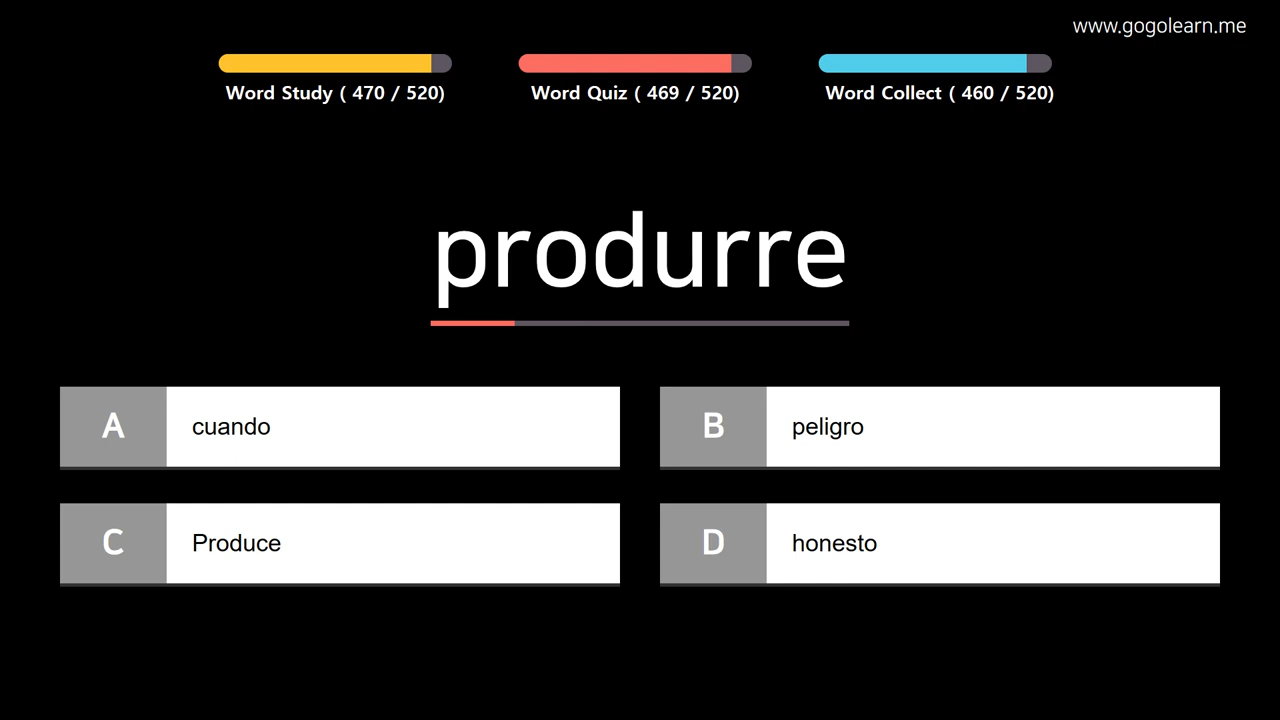 www.gogolearn.me
Word Study ( 470 / 520)
Word Quiz ( 469 / 520)
Word Collect ( 460 / 520)
produrre
A cuando
B peligro
C Produce
D honesto